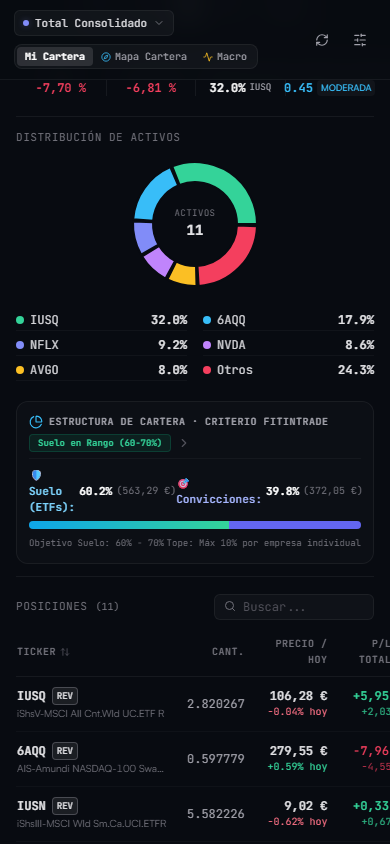 Total Consolidado
Mi Cartera Mapa Cartera Macro
-7,70 % -6,81 % 32.0% IUSQ 0.45 MODERADA
DISTRIBUCIÓN DE ACTIVOS
ACTIVOS
11
IUSQ 32.0% 6AQQ 17.9%
NFLX 9.2% NVDA 8.6%
AVGO 8.0% Otros 24.3%
ESTRUCTURA DE CARTERA · CRITERIO FITINTRADE
Suelo en Rango (60-70%)
Suelo (ETFs): 60.2% (563,29 €) Convicciones: 39.8% (372,05 €)
Objetivo Suelo: 60% - 70% Tope: Máx 10% por empresa individual
POSICIONES (11) Buscar...
TICKER CANT. PRECIO / HOY P/L TOTAL
IUSQ REV 2.820267 106,28 € +5,95
iShsV-MSCI All Cnt.Wld UC.ETF R -0.04% hoy +2,03
6AQQ REV 0.597779 279,55 € -7,96
AIS-Amundi NASDAQ-100 Swa... +0.59% hoy -4,55
IUSN REV 5.582226 9,02 € +0,33
iShsIII-MSCI Wld Sm.Ca.UCI.ETFR -0.62% hoy +0,67